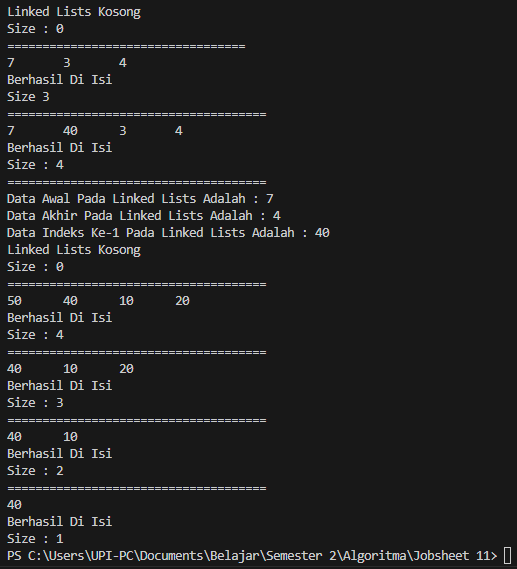 Linked Lists Kosong
Size : 0
==================================
7       3       4
Berhasil Di Isi
Size 3
=====================================
7       40      3       4
Berhasil Di Isi
Size : 4
=====================================
Data Awal Pada Linked Lists Adalah : 7
Data Akhir Pada Linked Lists Adalah : 4
Data Indeks Ke-1 Pada Linked Lists Adalah : 40
Linked Lists Kosong
Size : 0
=====================================
50      40      10      20
Berhasil Di Isi
Size : 4
=====================================
40      10      20
Berhasil Di Isi
Size : 3
=====================================
40      10
Berhasil Di Isi
Size : 2
=====================================
40
Berhasil Di Isi
Size : 1
PS C:\Users\UPI-PC\Documents\Belajar\Semester 2\Algoritma\Jobsheet 11>